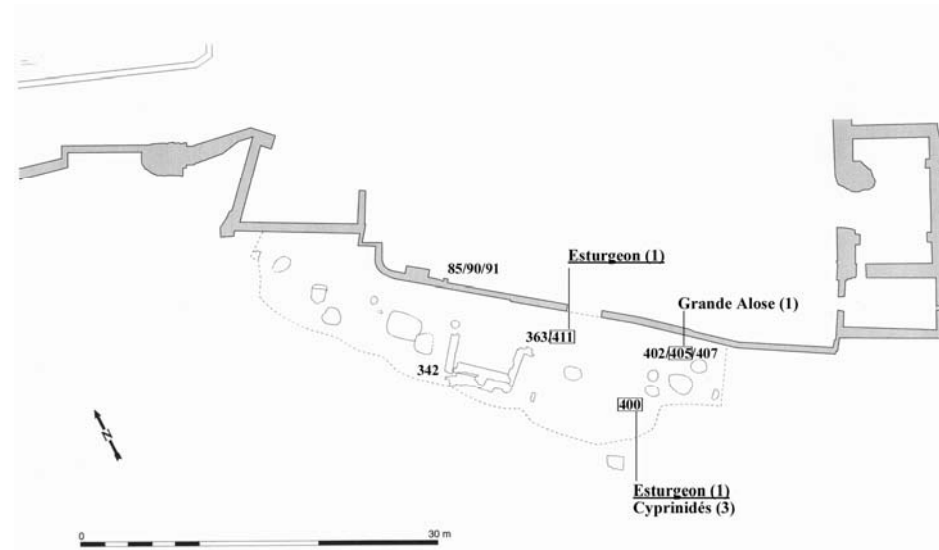 Esturgeon (1)
85/90/91
Grande Alose (1)
363/411
402/405/407
342
400
N
Esturgeon (1)
Cyprinidés (3)
0
30 m